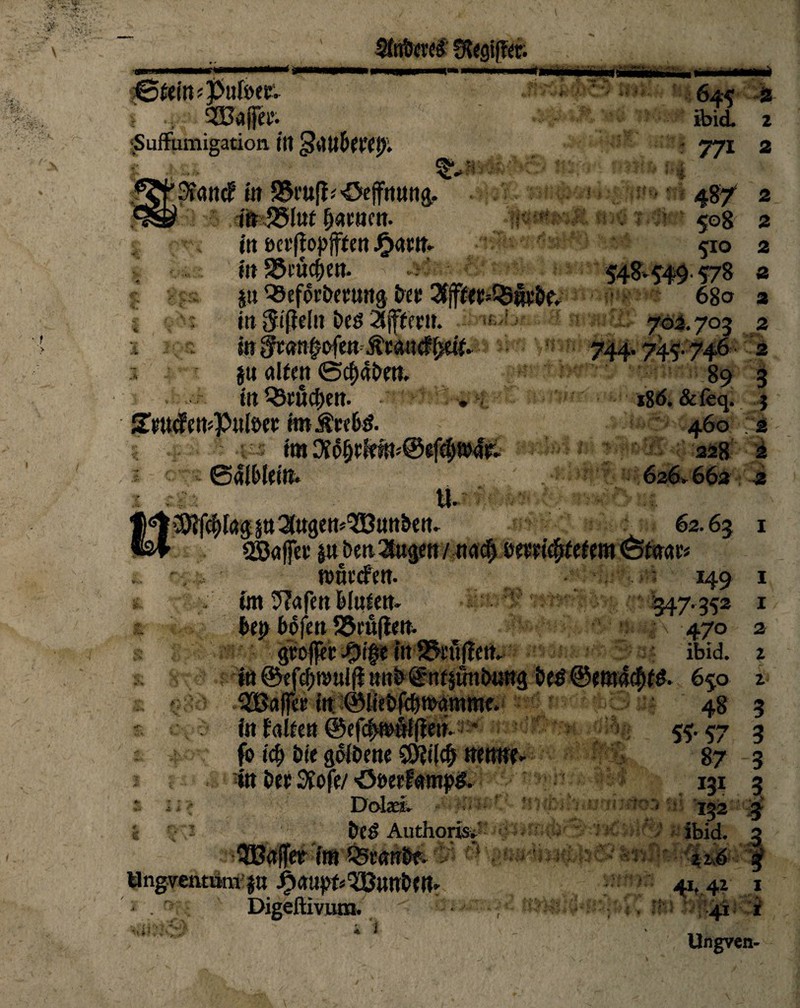 Anderes Register.
Stein-Pulver. 645 2
Wasser. ibid. 2
Suffumigation in Zauberey. 771 2
T.
Tranck in Brust-Oeffnung. 487 2
in Blut harnen. 508 2
in verstopfften Harn. 510 2
in Brüchen. 548. 549. 578 2
zu Beförderung der Affter-Bürde. 680 2
in Fisteln des Affters. 702. 703 2
in Frantzosen-Kranckheit. 744. 745. 746 2
zu alten Schäden. 89 3
in Brüchen. 186. & seq. 3
Trucken-Pulver im Krebs. 460 2
im Röhrlein-Geschwär. 228 2
Sälblein. 626. 662 2
U.
UMschlag zu Augen-Wunden. 62. 63 1
Wasser zu den Augen / nach verrichtetem Staar-
würcken. 149 1
im Nasen bluten. 347. 352 1
bey bösen Brüsten. 470 2
grosser Hitze in Brüsten. ibid. 2
in Geschwulst und Entzündung des Gemächts. 650 2
Wasser in Gliedschwamme. 48 3
in kalten Geschwülsten. 55. 57 3
so ich die göldene Milch nenne. 87 3
in der Rose / Overkamps. 131 3
Dolæi. 132 3
des Authoris. ibid. 3
Wasser im Brande. 126 3
Ungventum zu Haupt-Wunden. 41. 42 1
Digestivum. 41 1
Ungven-